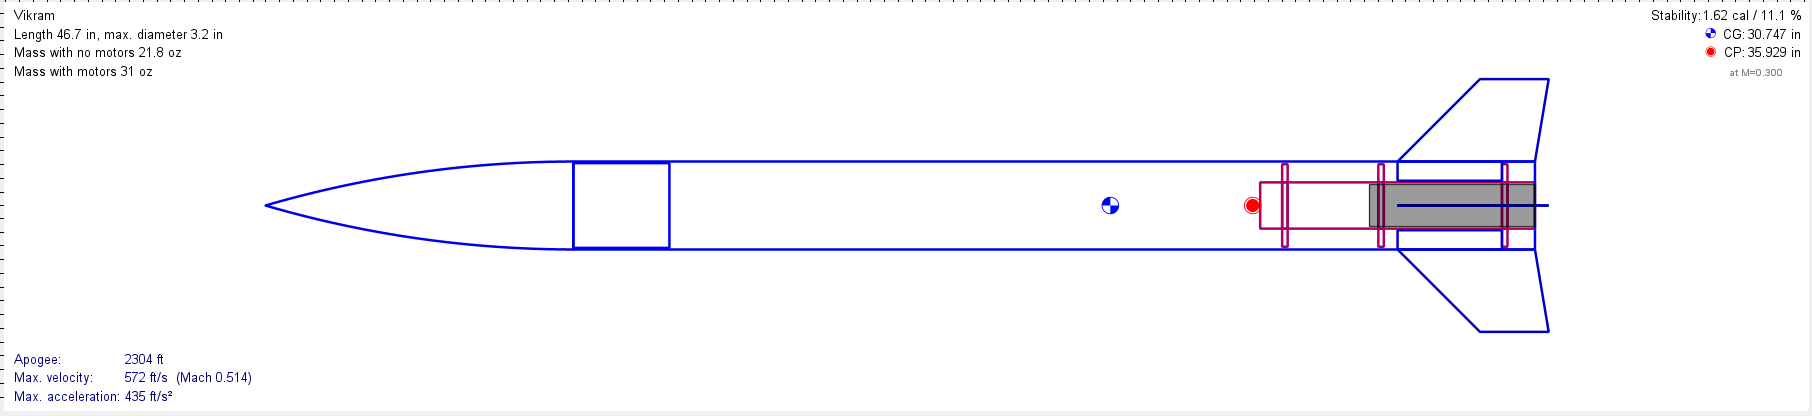 Vikram
Length 46.7 in, max. diameter 3.2 in
Mass with no motors 21.8 oz
Mass with motors 31 oz
Stability: 1.62 cal / 11.1 %
CG: 30.747 in
CP: 35.929 in
at M=0.300
Apogee: 2304 ft
Max. velocity: 572 ft/s (Mach 0.514)
Max. acceleration: 435 ft/s²